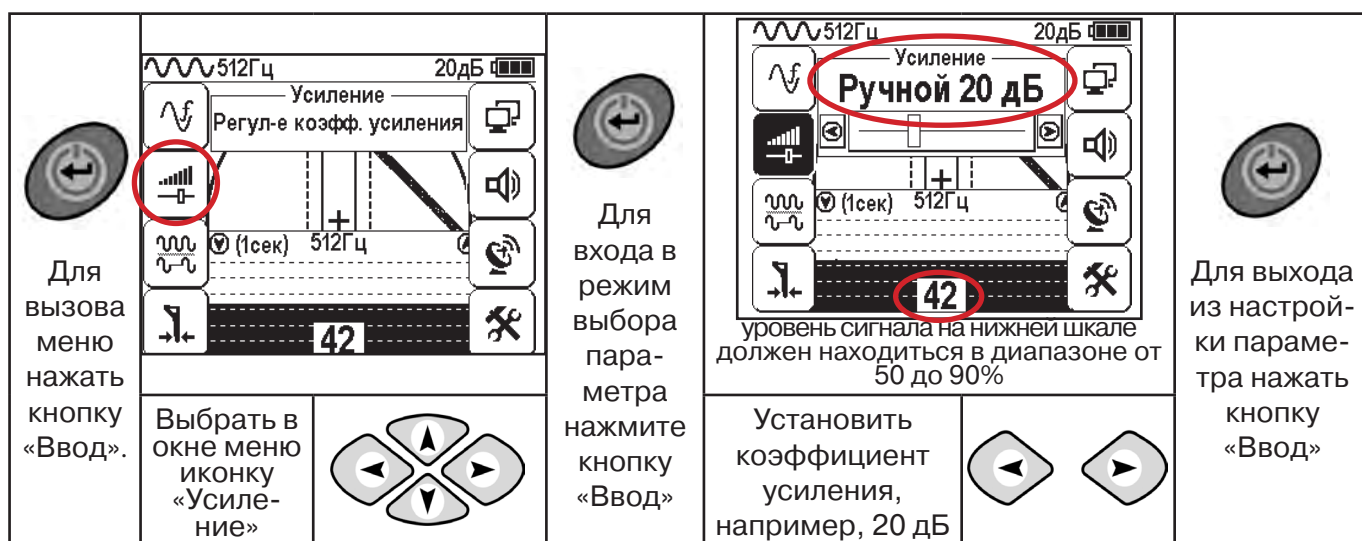 Для
вызова
меню
нажать
кнопку
«Ввод».
512Гц 20дБ
Усиление
Регул-е коэфф. усиления
(1сек) 512Гц
42
Выбрать в
окне меню
иконку
«Усиле-
ние»
Для
входа в
режим
выбора
пара-
метра
нажмите
кнопку
«Ввод»
512Гц 20дБ
Усиление
Ручной 20 дБ
(1сек) 512Гц
42
уровень сигнала на нижней шкале
должен находиться в диапазоне от
50 до 90%
Установить
коэффициент
усиления,
например, 20 дБ
Для выхода
из настрой-
ки параме-
тра нажать
кнопку
«Ввод»